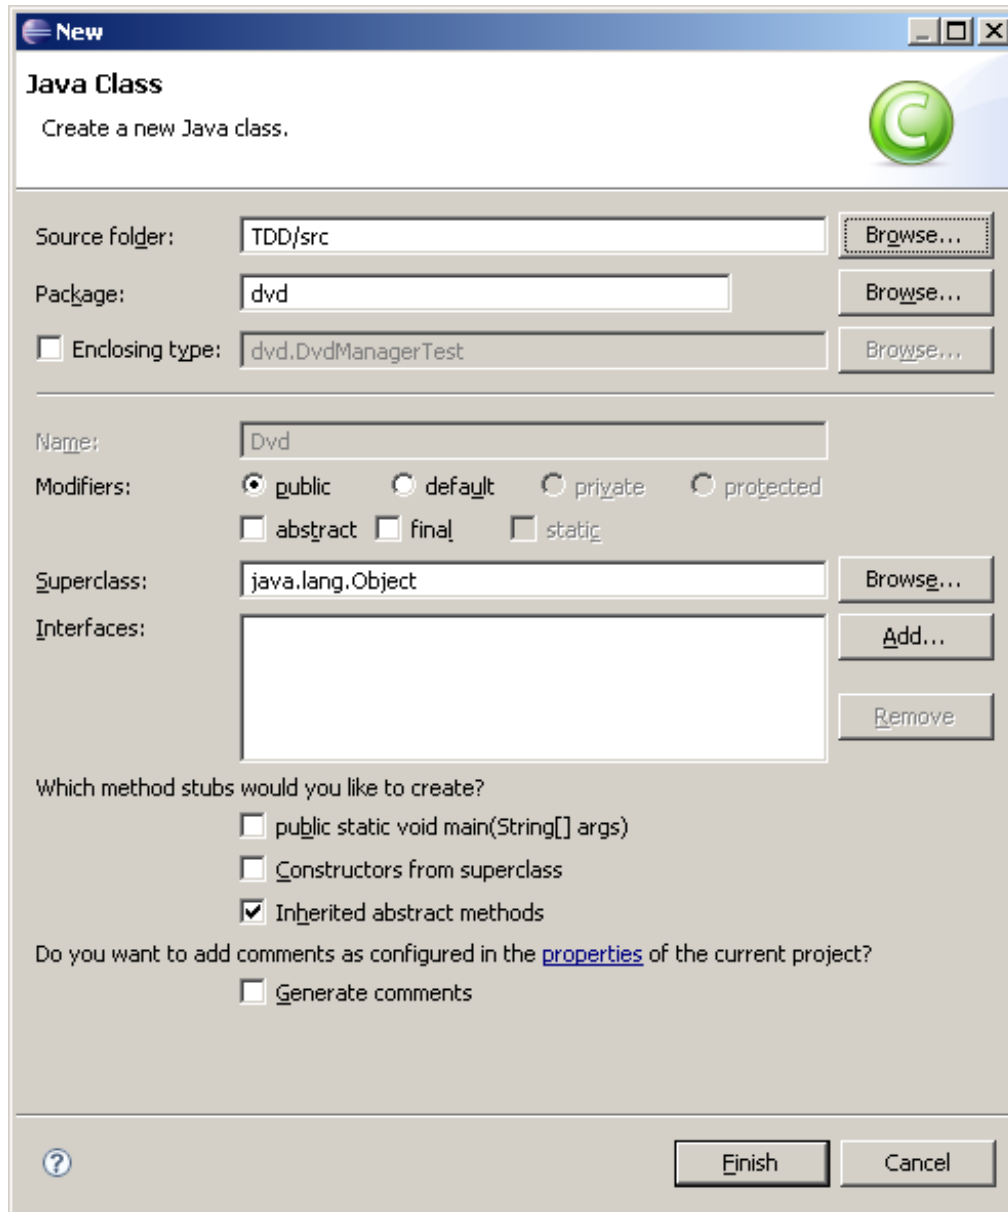 New
Java Class
Create a new Java class.
Source folder: TDD/src Browse...
Package: dvd Browse...
Enclosing type: dvd.DvdManagerTest Browse...
Name: Dvd
Modifiers: public default private protected
abstract final static
Superclass: java.lang.Object Browse...
Interfaces: Add...
Remove
Which method stubs would you like to create?
public static void main(String[] args)
Constructors from superclass
Inherited abstract methods
Do you want to add comments as configured in the properties of the current project?
Generate comments
Finish Cancel